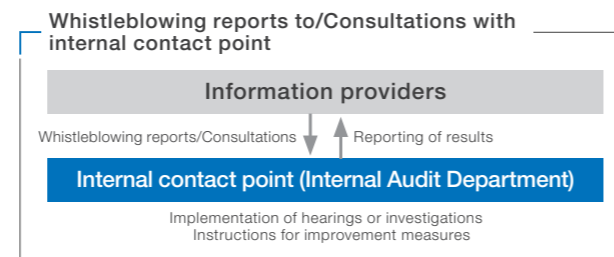 Whistleblowing reports to/Consultations with
internal contact point
Information providers
Whistleblowing reports/Consultations
Reporting of results
Internal contact point (Internal Audit Department)
Implementation of hearings or investigations
Instructions for improvement measures